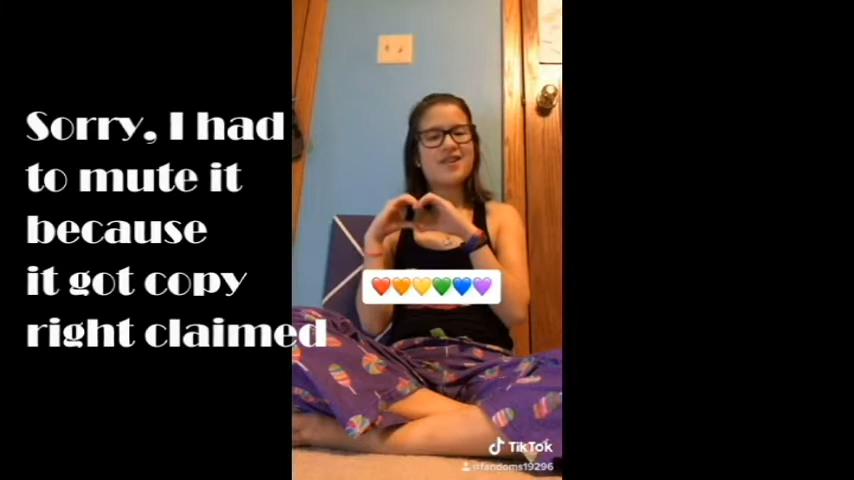 Sorry, I had
to mute it
because
it got copy
right claimed
❤️🧡💛💚💙💜
TikTok
@fandoms19296